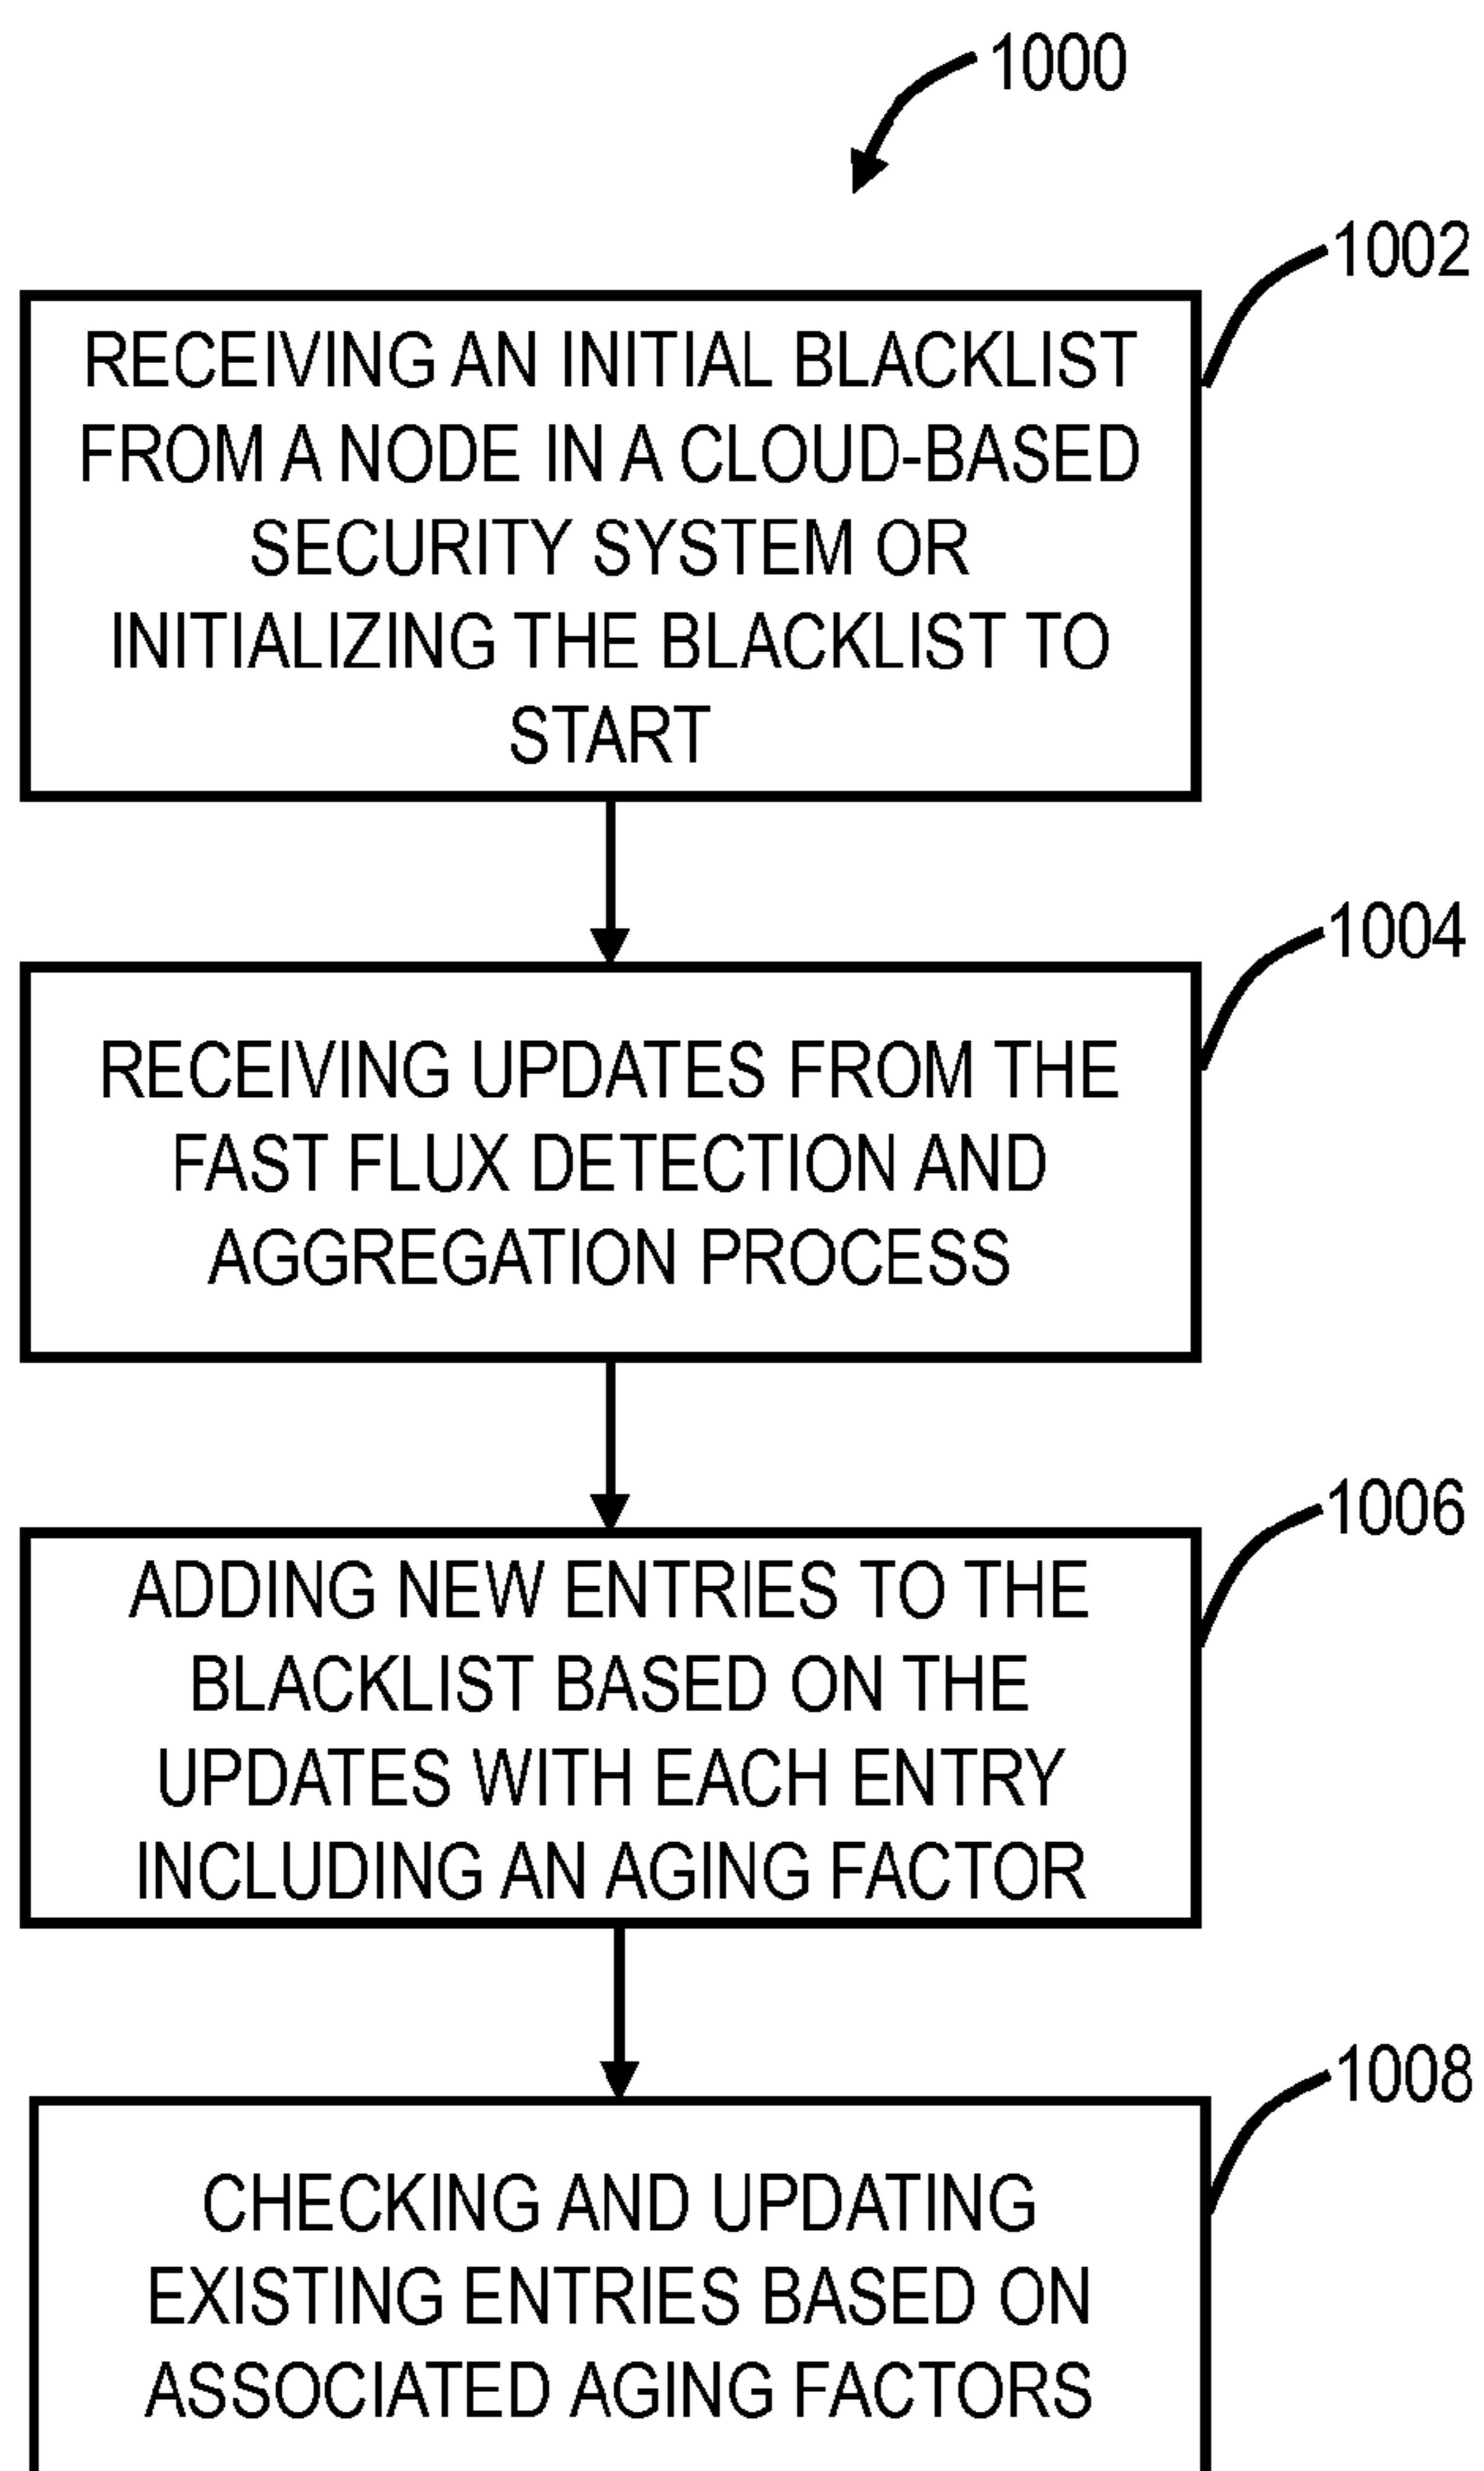 1000
1002
RECEIVING AN INITIAL BLACKLIST
FROM A NODE IN A CLOUD-BASED
SECURITY SYSTEM OR
INITIALIZING THE BLACKLIST TO
START
1004
RECEIVING UPDATES FROM THE
FAST FLUX DETECTION AND
AGGREGATION PROCESS
1006
ADDING NEW ENTRIES TO THE
BLACKLIST BASED ON THE
UPDATES WITH EACH ENTRY
INCLUDING AN AGING FACTOR
1008
CHECKING AND UPDATING
EXISTING ENTRIES BASED ON
ASSOCIATED AGING FACTORS